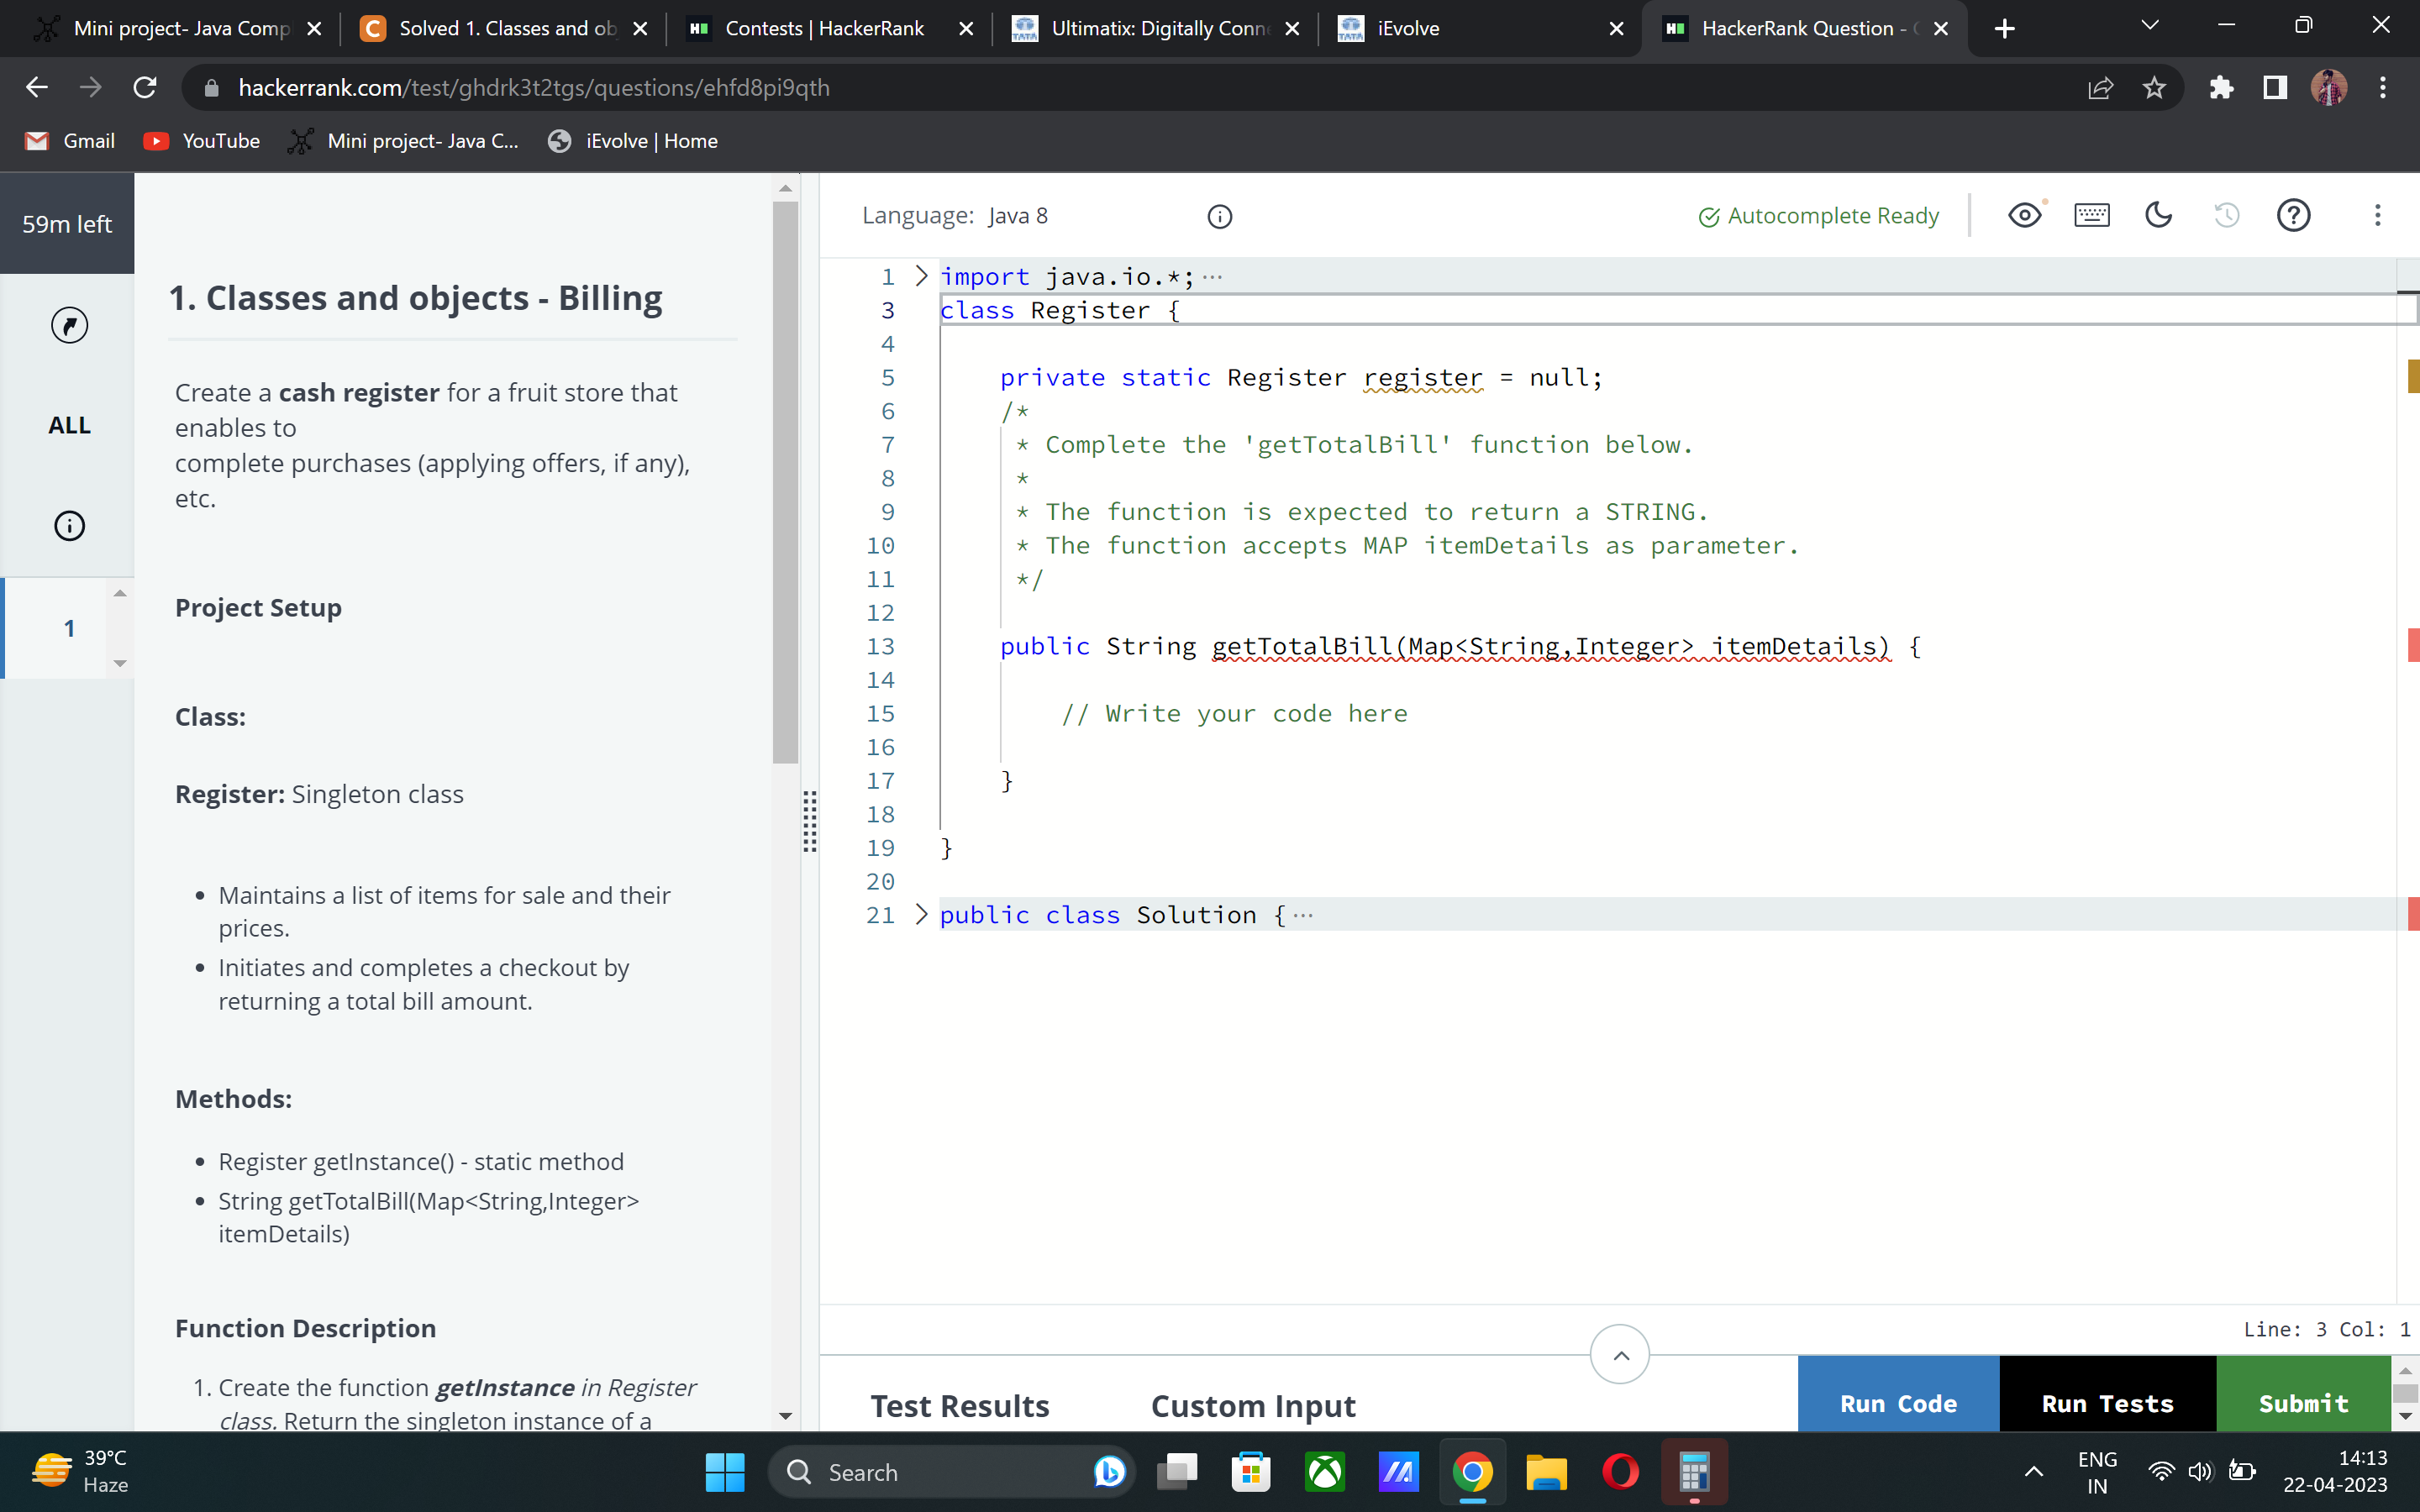 Mini project- Java Comp
Solved 1. Classes and ob
Contests | HackerRank
Ultimatix: Digitally Conne
iEvolve
HackerRank Question -
hackerrank.com/test/ghdrk3t2tgs/questions/ehfd8pi9qth
Gmail
YouTube
Mini project- Java C...
iEvolve | Home
59m left
ALL
1
1. Classes and objects - Billing
Create a cash register for a fruit store that
enables to
complete purchases (applying offers, if any),
etc.
Project Setup
Class:
Register: Singleton class
• Maintains a list of items for sale and their
prices.
• Initiates and completes a checkout by
returning a total bill amount.
Methods:
• Register getInstance() - static method
• String getTotalBill(Map<String,Integer>
itemDetails)
Function Description
1. Create the function getInstance in Register
class. Return the singleton instance of a
Language: Java 8
Autocomplete Ready
1 import java.io.*;···
3 class Register {
4
5 private static Register register = null;
6 /*
7 * Complete the 'getTotalBill' function below.
8 *
9 * The function is expected to return a STRING.
10 * The function accepts MAP itemDetails as parameter.
11 */
12
13 public String getTotalBill(Map<String,Integer> itemDetails) {
14
15 // Write your code here
16
17 }
18
19 }
20
21 public class Solution {···
Line: 3 Col: 1
Test Results
Custom Input
Run Code
Run Tests
Submit
39°C
Haze
Search
ENG
IN
14:13
22-04-2023